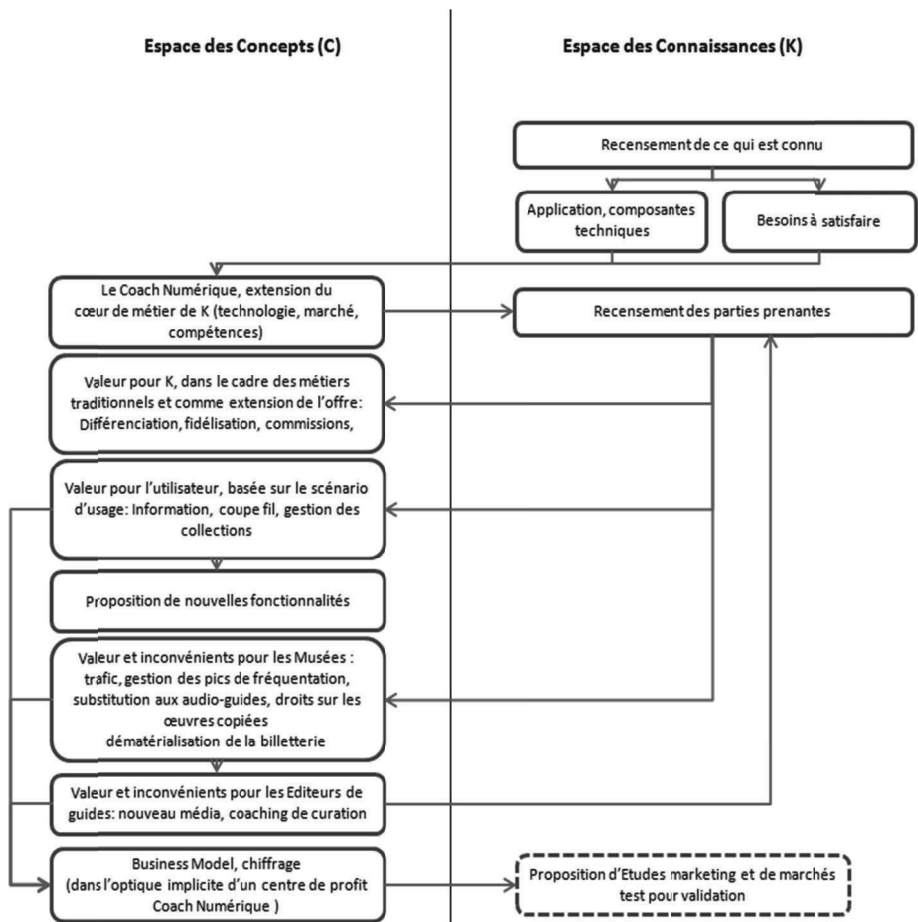 Espace des Concepts (C)
Espace des Connaissances (K)
Recensement de ce qui est connu
Application, composantes
techniques
Besoins à satisfaire
Le Coach Numérique, extension du
cœur de métier de K (technologie, marché,
compétences)
Recensement des parties prenantes
Valeur pour K, dans le cadre des métiers
traditionnels et comme extension de l'offre:
Différenciation, fidélisation, commissions,
Valeur pour l'utilisateur, basée sur le scénario
d'usage: Information, coupe fil, gestion des
collections
Proposition de nouvelles fonctionnalités
Valeur et inconvénients pour les Musées :
trafic, gestion des pics de fréquentation,
substitution aux audio-guides, droits sur les
œuvres copiées
dématérialisation de la billetterie
Valeur et inconvénients pour les Editeurs de
guides: nouveau média, coaching de curation
Business Model, chiffrage
(dans l'optique implicite d'un centre de profit
Coach Numérique )
Proposition d'Etudes marketing et de marchés
test pour validation